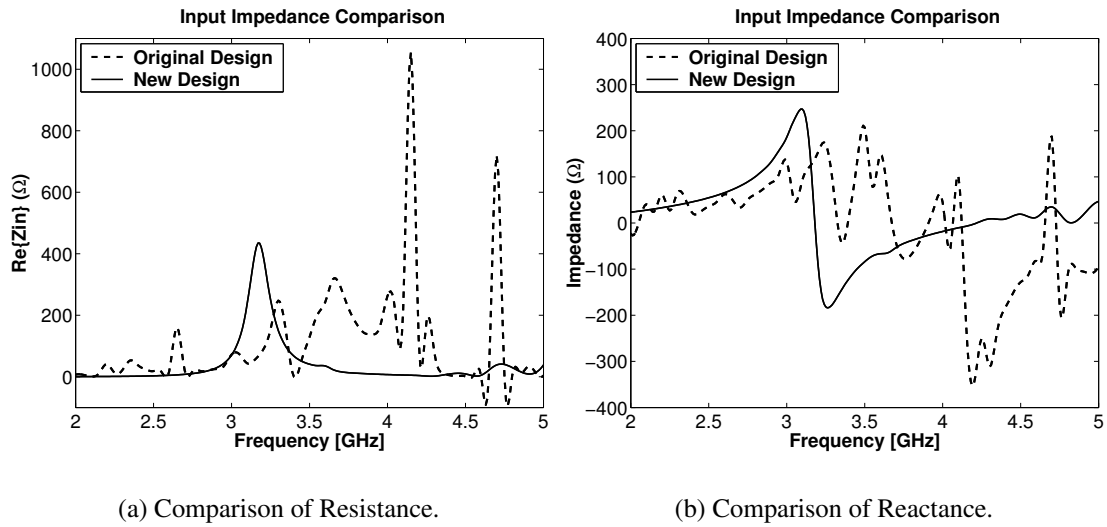 Input Impedance Comparison
Original Design
New Design
1000
800
600
400
200
0
Re{Zin} (Ω)
2
2.5
3
3.5
4
4.5
5
Frequency [GHz]
(a) Comparison of Resistance.
Input Impedance Comparison
Original Design
New Design
400
300
200
100
0
-100
-200
-300
-400
Impedance (Ω)
2
2.5
3
3.5
4
4.5
5
Frequency [GHz]
(b) Comparison of Reactance.